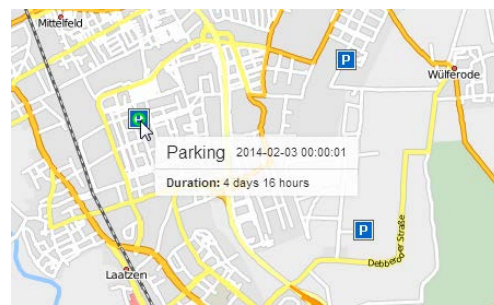 Mittelfeld
P
Wülferode
P
Parking 2014-02-03 00:00:01
Duration: 4 days 16 hours
P
Debberoder Straße
Laatzen